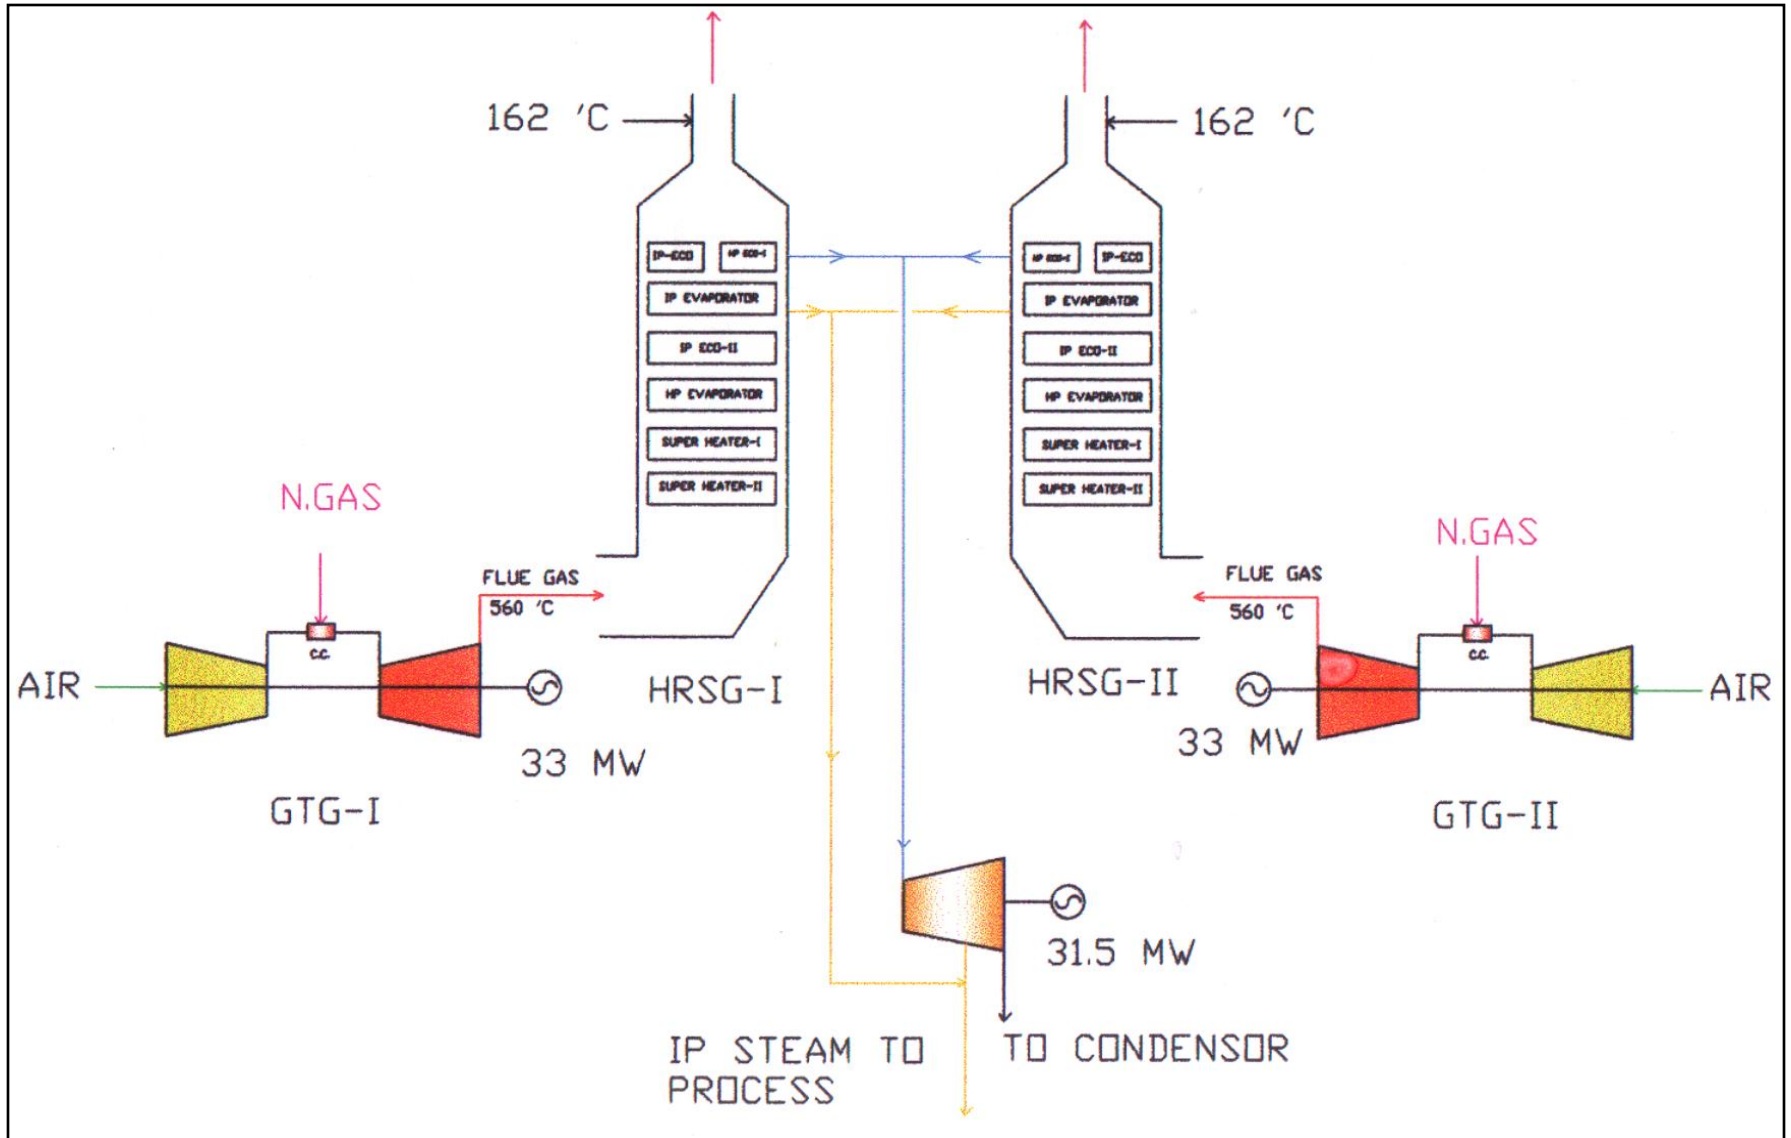 162 'C
162 'C
IP-ECO
HP ECO-I
HP ECO-I
IP-ECO
IP EVAPORATOR
IP EVAPORATOR
IP ECO-II
IP ECO-II
HP EVAPORATOR
HP EVAPORATOR
SUPER HEATER-I
SUPER HEATER-I
SUPER HEATER-II
SUPER HEATER-II
N.GAS
N.GAS
FLUE GAS
560 'C
FLUE GAS
560 'C
C.C.
C.C.
AIR
HRSG-I
HRSG-II
AIR
33 MW
33 MW
GTG-I
GTG-II
31.5 MW
IP STEAM TO
PROCESS
TO CONDENSOR